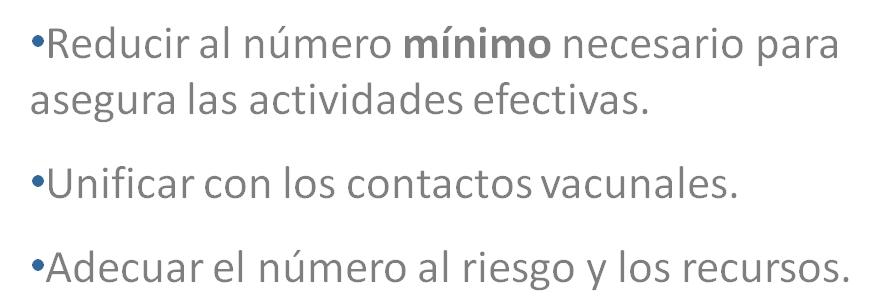 •Reducir al número mínimo necesario para
asegura las actividades efectivas.
•Unificar con los contactos vacunales.
•Adecuar el número al riesgo y los recursos.